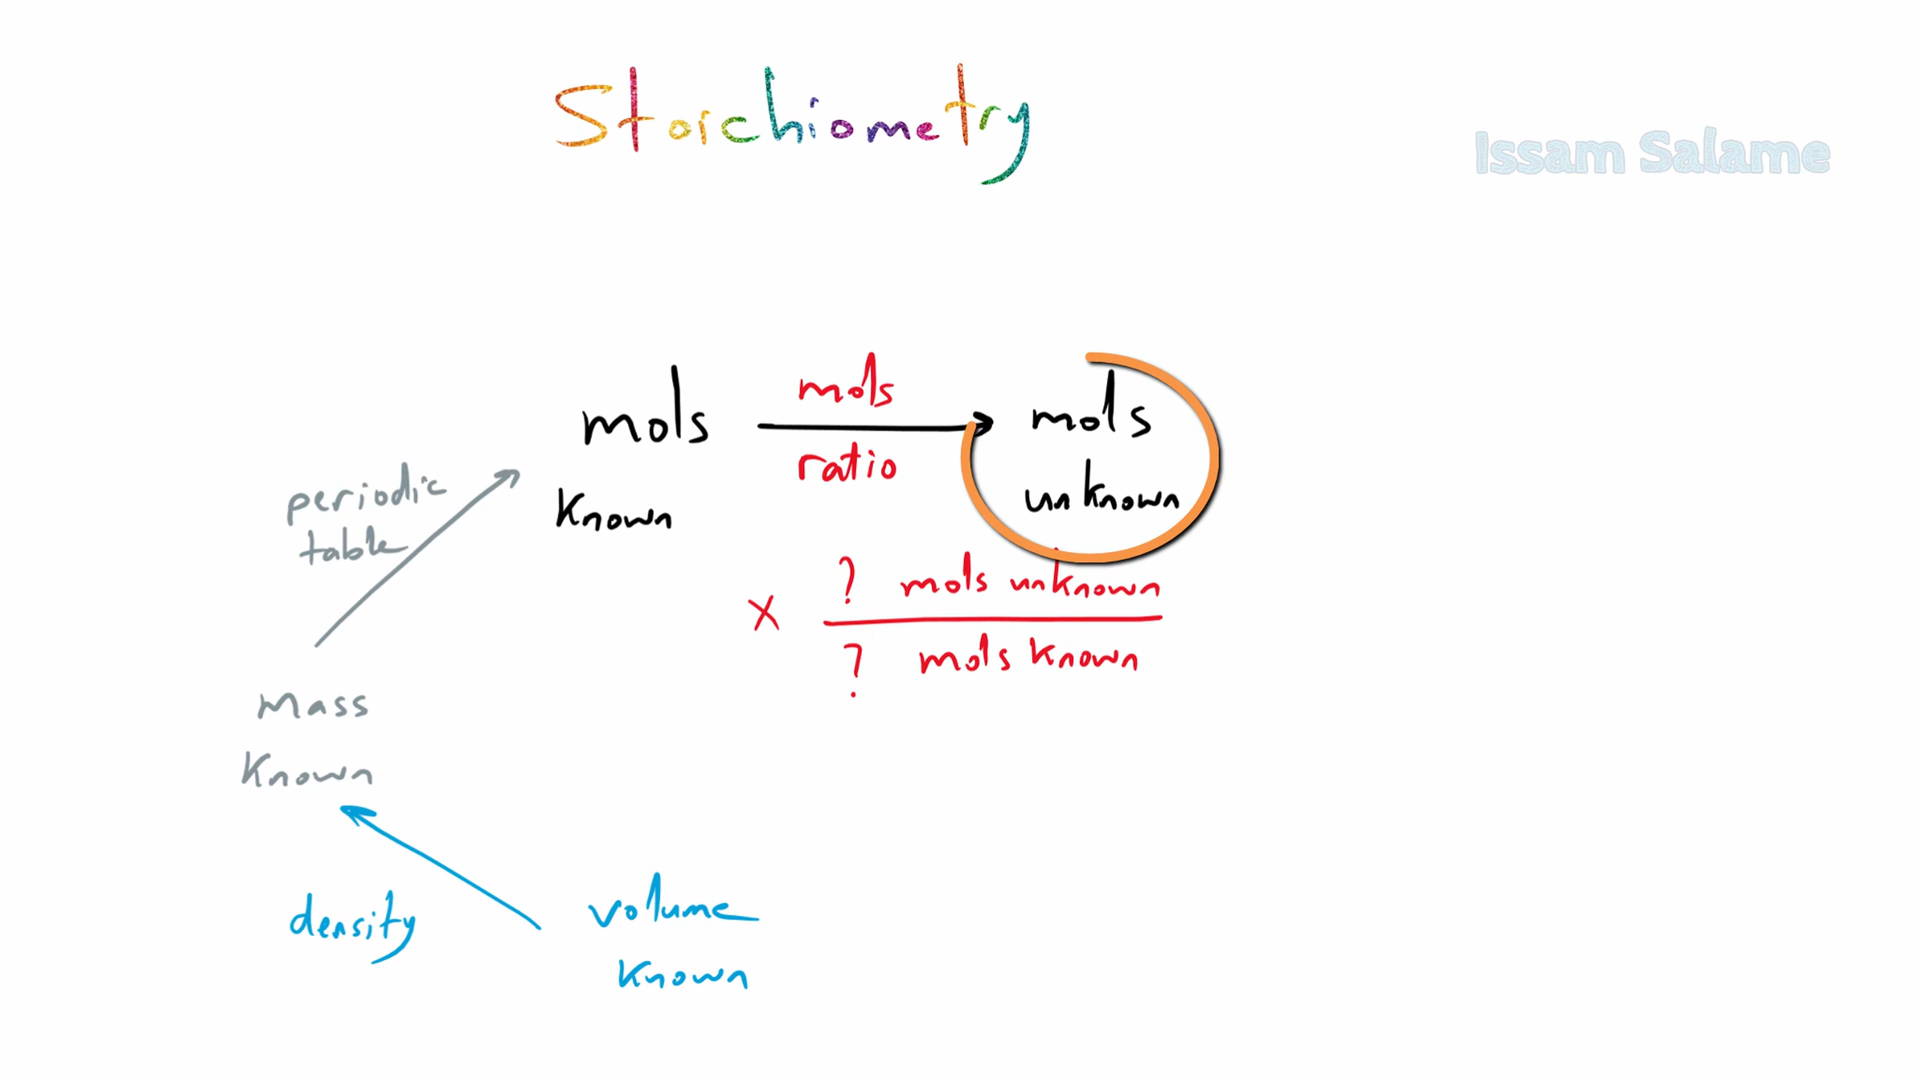 Stoichiometry
Issam Salame
mols
known
mols
ratio
mols
unknown
periodic
table
x ? mols unknown
? mols known
Mass
known
density
volume
known